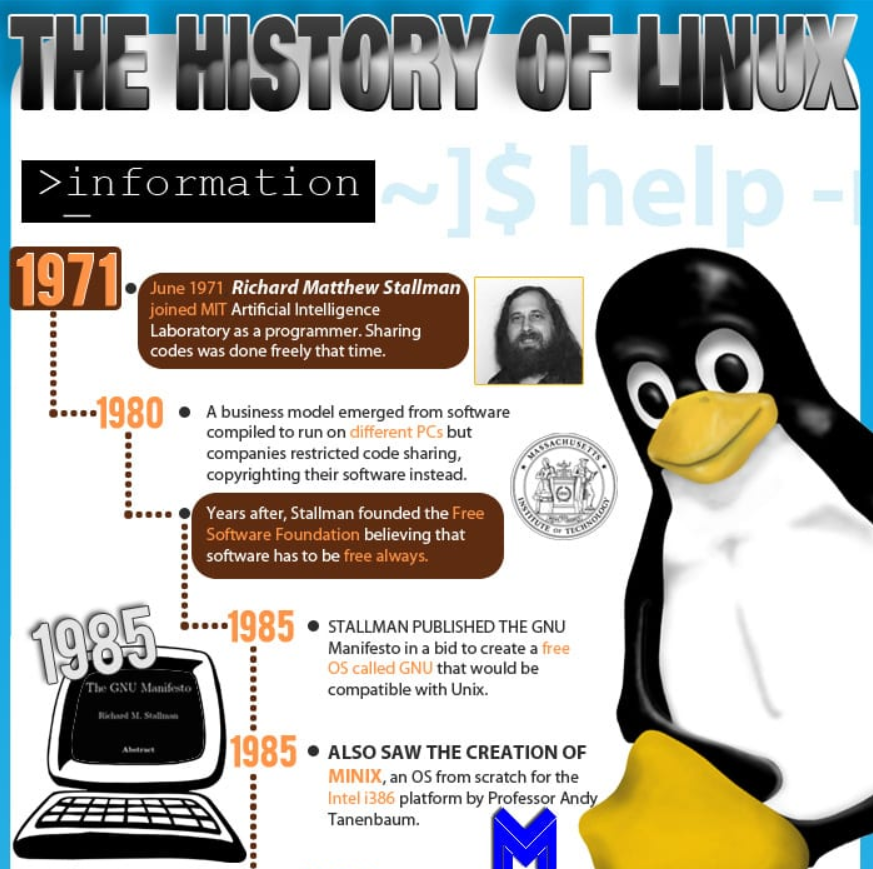 THE HISTORY OF LINUX
>information
_
~]$ help -
1971
June 1971 Richard Matthew Stallman
joined MIT Artificial Intelligence
Laboratory as a programmer. Sharing
codes was done freely that time.
1980
A business model emerged from software
compiled to run on different PCs but
companies restricted code sharing,
copyrighting their software instead.
MASSACHUSETTS
INSTITUTE OF TECHNOLOGY
Years after, Stallman founded the Free
Software Foundation believing that
software has to be free always.
1985
The GNU Manifesto
Richard M. Stallman
Abstract
1985
STALLMAN PUBLISHED THE GNU
Manifesto in a bid to create a free
OS called GNU that would be
compatible with Unix.
1985
ALSO SAW THE CREATION OF
MINIX, an OS from scratch for the
Intel i386 platform by Professor Andy
Tanenbaum.
M